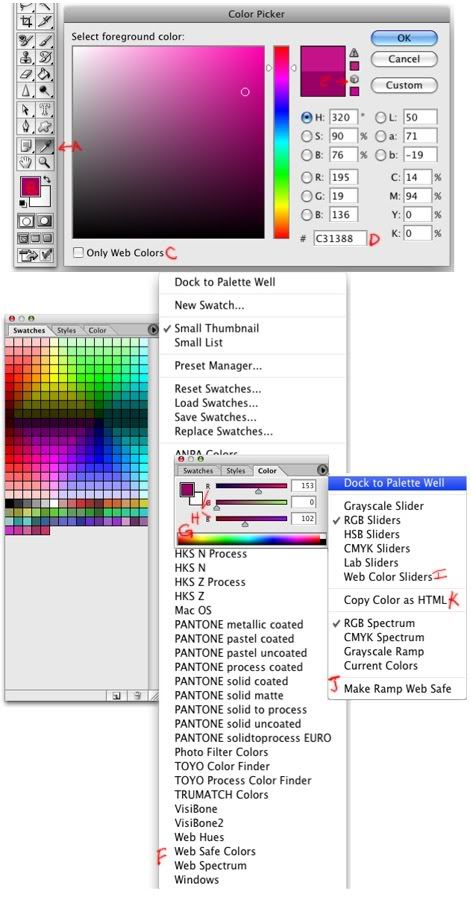 Color Picker
Select foreground color:
OK
Cancel
Custom
E
A
B
H: 320 °
S: 90 %
B: 76 %
R: 195
G: 19
B: 136
# C31388 D
L: 50
a: 71
b: -19
C: 14 %
M: 94 %
Y: 0 %
K: 0 %
Only Web Colors C
Dock to Palette Well
New Swatch...
✓ Small Thumbnail
Small List
Preset Manager...
Reset Swatches...
Load Swatches...
Save Swatches...
Replace Swatches...
ANPA Colors
Swatches Styles Color
Swatches Styles Color
R 153
G 0
B 102
H
G
Dock to Palette Well
Grayscale Slider
✓ RGB Sliders
HSB Sliders
CMYK Sliders
Lab Sliders
Web Color Sliders I
Copy Color as HTML K
✓ RGB Spectrum
CMYK Spectrum
Grayscale Ramp
Current Colors
J Make Ramp Web Safe
HKS N Process
HKS N
HKS Z Process
HKS Z
Mac OS
PANTONE metallic coated
PANTONE pastel coated
PANTONE pastel uncoated
PANTONE process coated
PANTONE solid coated
PANTONE solid matte
PANTONE solid to process
PANTONE solid uncoated
PANTONE solidtoprocess EURO
Photo Filter Colors
TOYO Color Finder
TOYO Process Color Finder
TRUMATCH Colors
VisiBone
VisiBone2
Web Hues
F Web Safe Colors
Web Spectrum
Windows